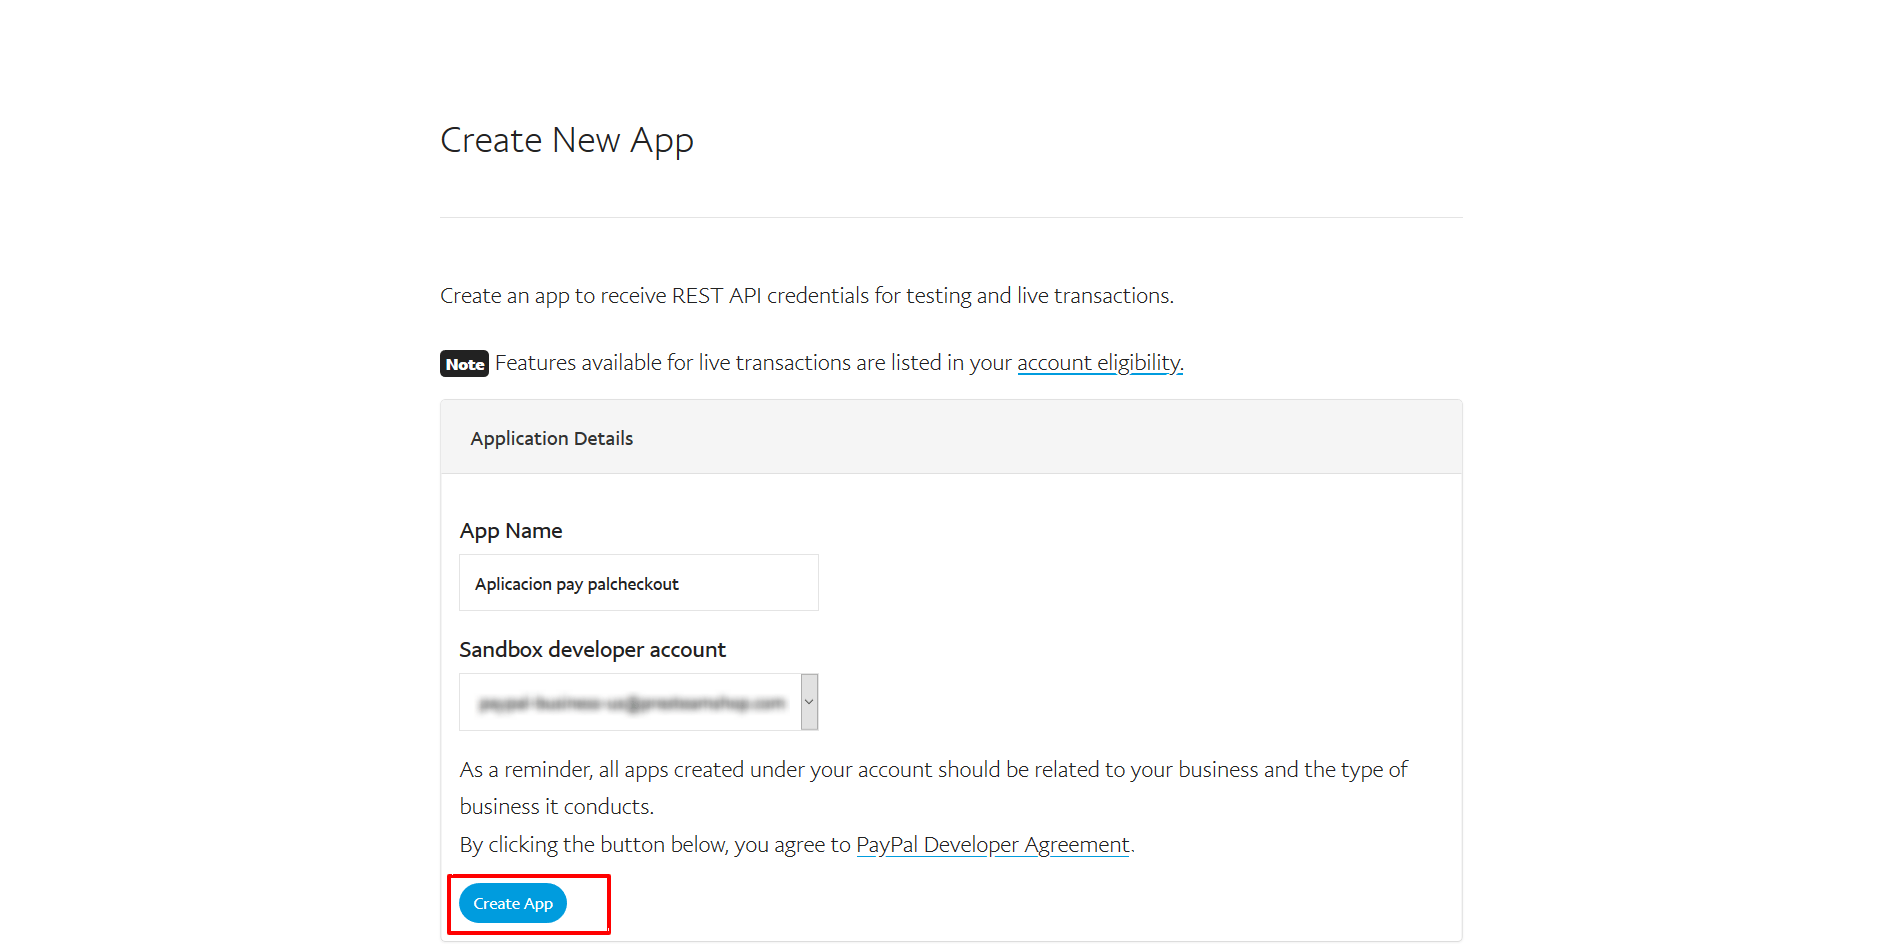 Create New App
Create an app to receive REST API credentials for testing and live transactions.
Note Features available for live transactions are listed in your account eligibility.
Application Details
App Name
Aplicacion pay palcheckout
Sandbox developer account
As a reminder, all apps created under your account should be related to your business and the type of
business it conducts.
By clicking the button below, you agree to PayPal Developer Agreement.
Create App